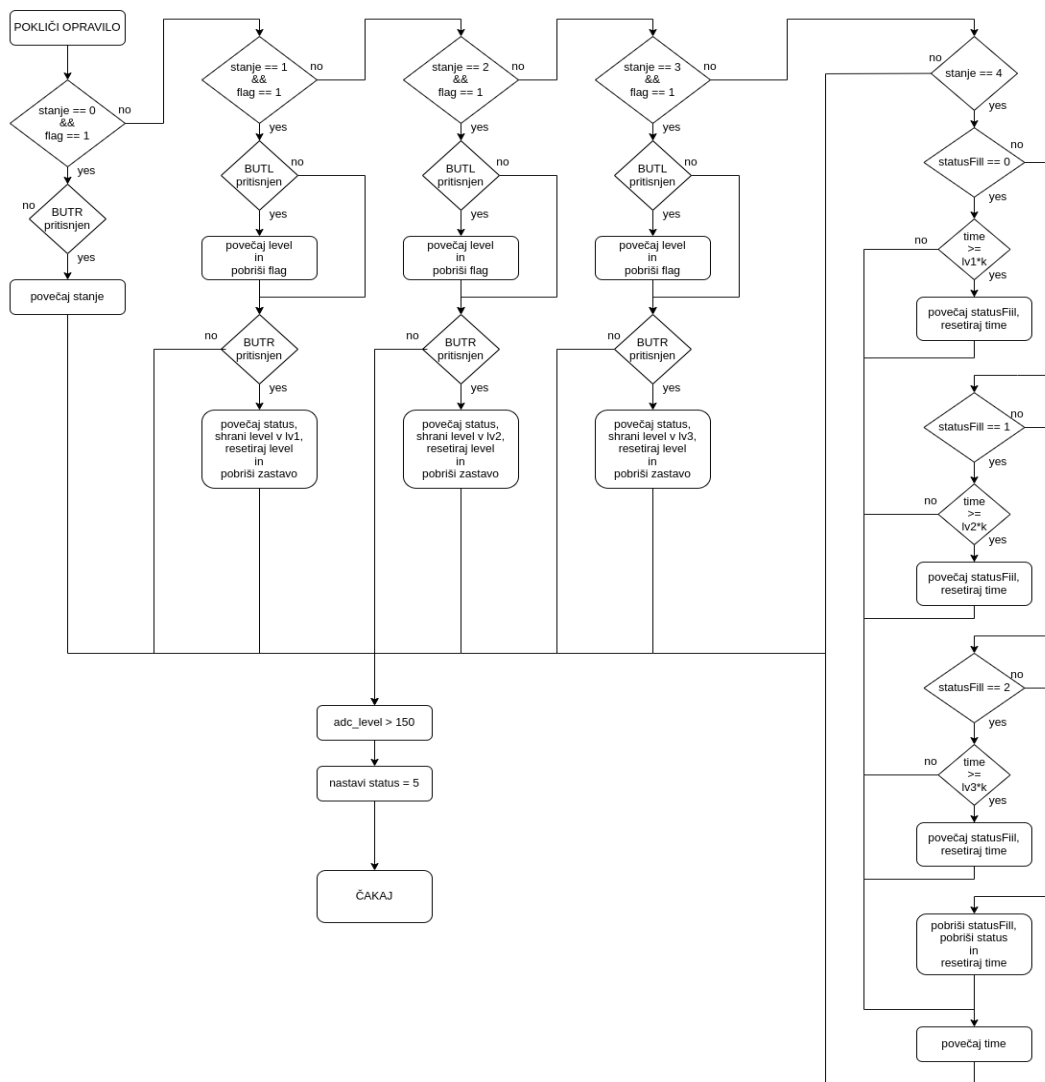 POKLIČI OPRAVILO
stanje == 0
&&
flag == 1
no
yes
no
BUTR
pritisnjen
yes
povečaj stanje
stanje == 1
&&
flag == 1
no
yes
BUTL
pritisnjen
no
yes
povečaj level
in
pobriši flag
no
BUTR
pritisnjen
yes
povečaj status,
shrani level v lv1,
resetiraj level
in
pobriši zastavo
stanje == 2
&&
flag == 1
no
yes
BUTL
pritisnjen
no
yes
povečaj level
in
pobriši flag
no
BUTR
pritisnjen
yes
povečaj status,
shrani level v lv2,
resetiraj level
in
pobriši zastavo
stanje == 3
&&
flag == 1
no
yes
BUTL
pritisnjen
no
yes
povečaj level
in
pobriši flag
no
BUTR
pritisnjen
yes
povečaj status,
shrani level v lv3,
resetiraj level
in
pobriši zastavo
no
stanje == 4
yes
statusFill == 0
no
yes
no
time
>=
lv1*k
yes
povečaj statusFiil,
resetiraj time
statusFill == 1
no
yes
no
time
>=
lv2*k
yes
povečaj statusFiil,
resetiraj time
statusFill == 2
no
yes
no
time
>=
lv3*k
yes
povečaj statusFiil,
resetiraj time
pobriši statusFill,
pobriši status
in
resetiraj time
povečaj time
adc_level > 150
nastavi status = 5
ČAKAJ